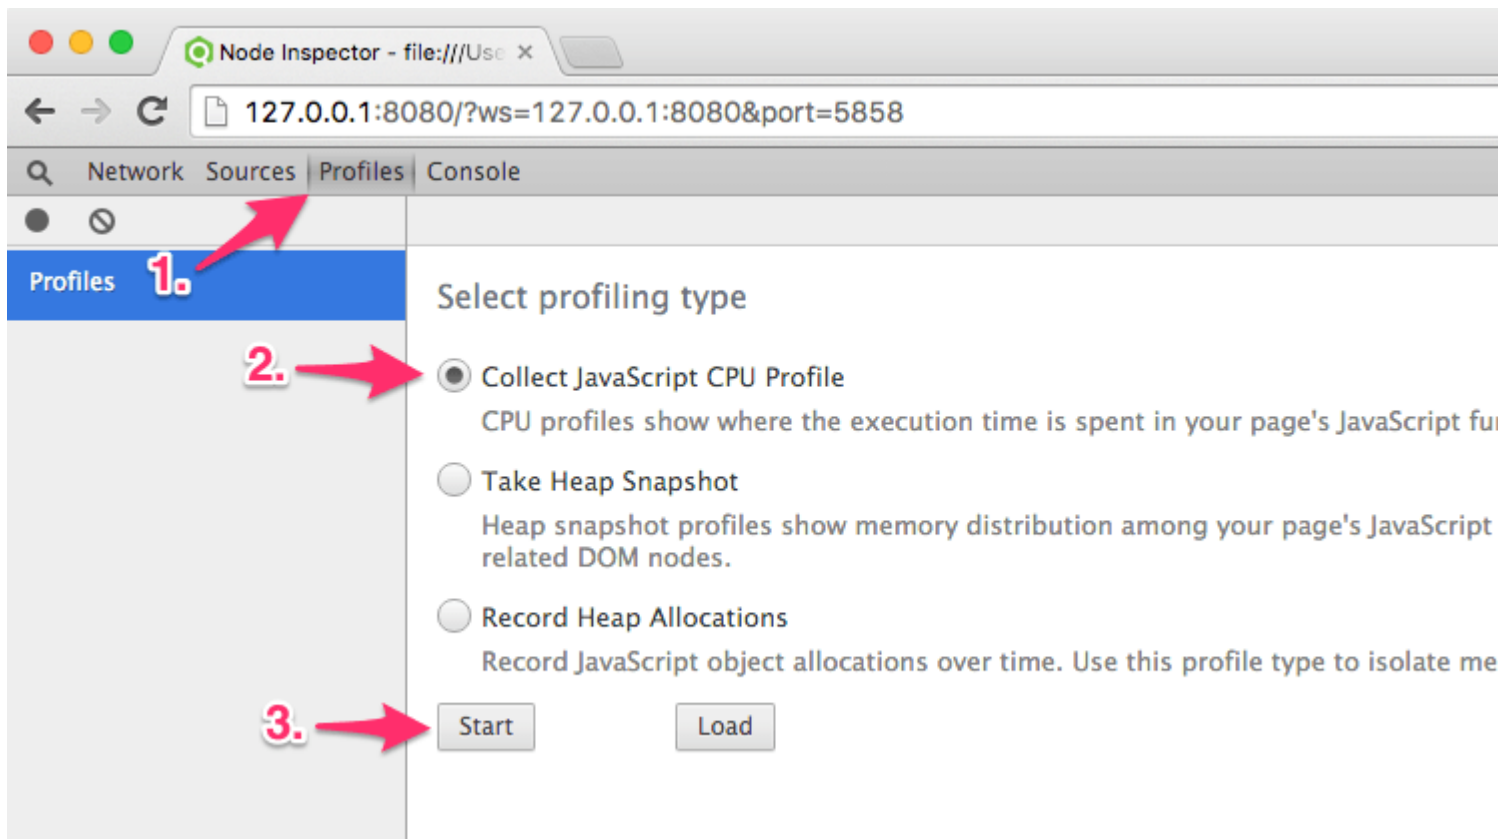 Node Inspector - file:///Use
127.0.0.1:8080/?ws=127.0.0.1:8080&port=5858
Network Sources Profiles Console
Profiles
1.
Select profiling type
2.
Collect JavaScript CPU Profile
CPU profiles show where the execution time is spent in your page's JavaScript
Take Heap Snapshot
Heap snapshot profiles show memory distribution among your page's JavaScript
related DOM nodes.
Record Heap Allocations
Record JavaScript object allocations over time. Use this profile type to isolate
3.
Start Load